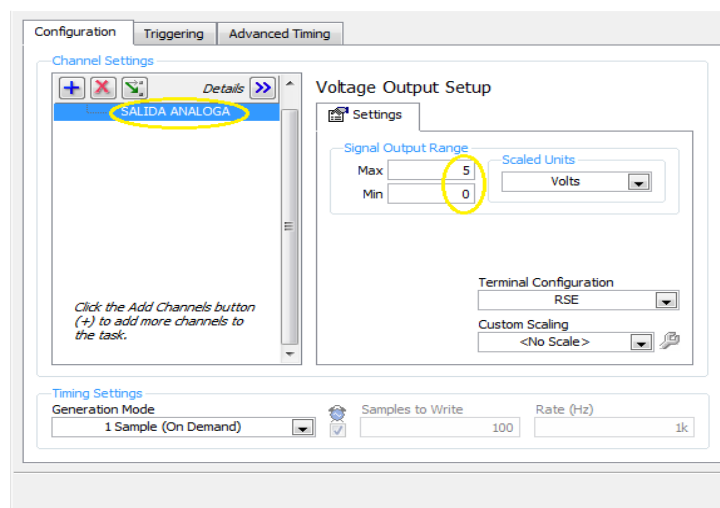 Configuration Triggering Advanced Timing
Channel Settings
Details
SALIDA ANALOGA
Click the Add Channels button
(+) to add more channels to
the task.
Voltage Output Setup
Settings
Signal Output Range
Max 5
Min 0
Scaled Units
Volts
Terminal Configuration
RSE
Custom Scaling
<No Scale>
Timing Settings
Generation Mode
1 Sample (On Demand)
Samples to Write
100
Rate (Hz)
1k